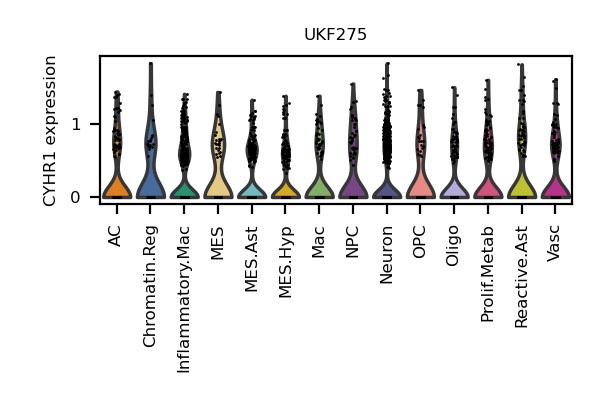 UKF275
CYHR1 expression
1
0
AC
Chromatin.Reg
Inflammatory.Mac
MES
MES.Ast
MES.Hyp
Mac
NPC
Neuron
OPC
Oligo
Prolif.Metab
Reactive.Ast
Vasc